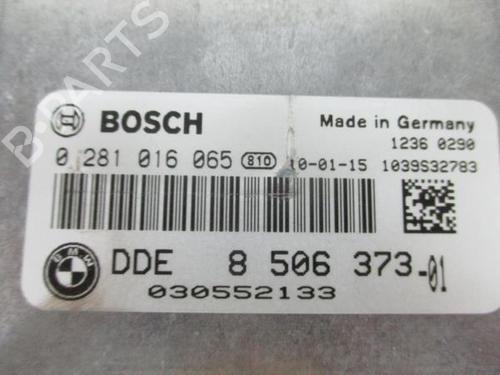 B-PARTS
BOSCH
Made in Germany
1236 0290
0 281 016 065 810 10-01-15 1039S32783
BMW
DDE 8 506 373-01
030552133